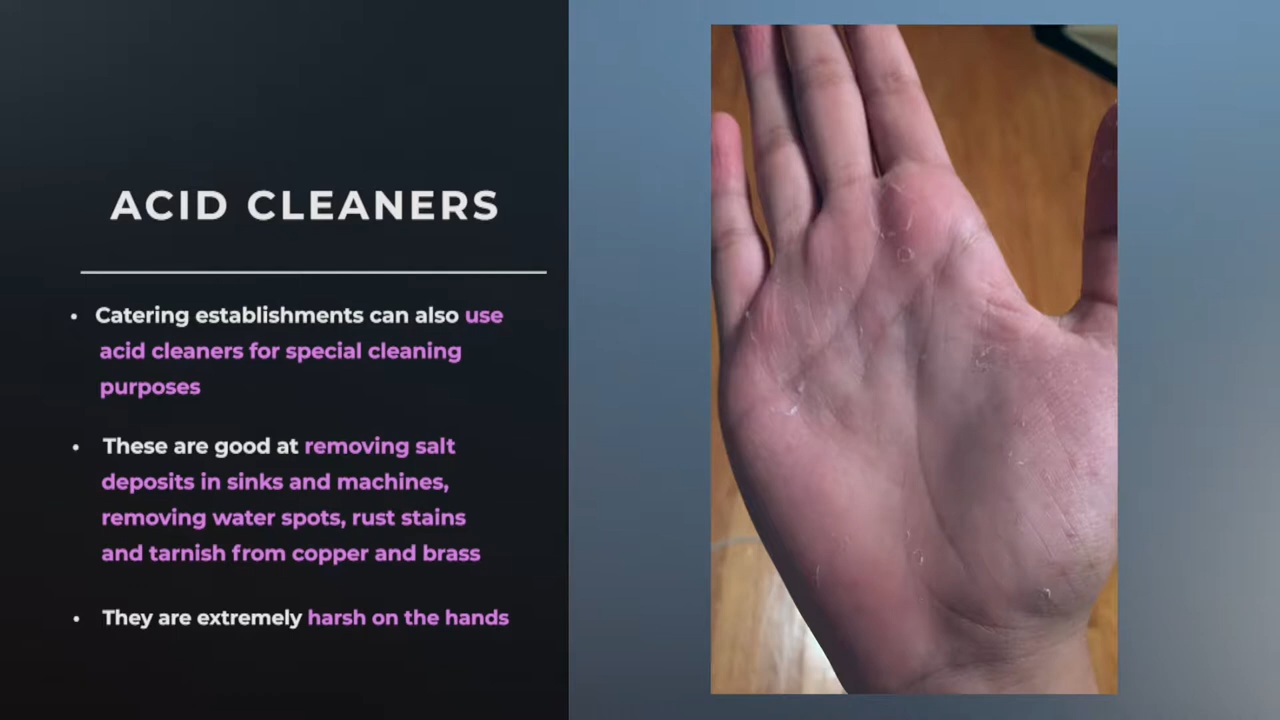 ACID CLEANERS
• Catering establishments can also use
acid cleaners for special cleaning
purposes
• These are good at removing salt
deposits in sinks and machines,
removing water spots, rust stains
and tarnish from copper and brass
• They are extremely harsh on the hands